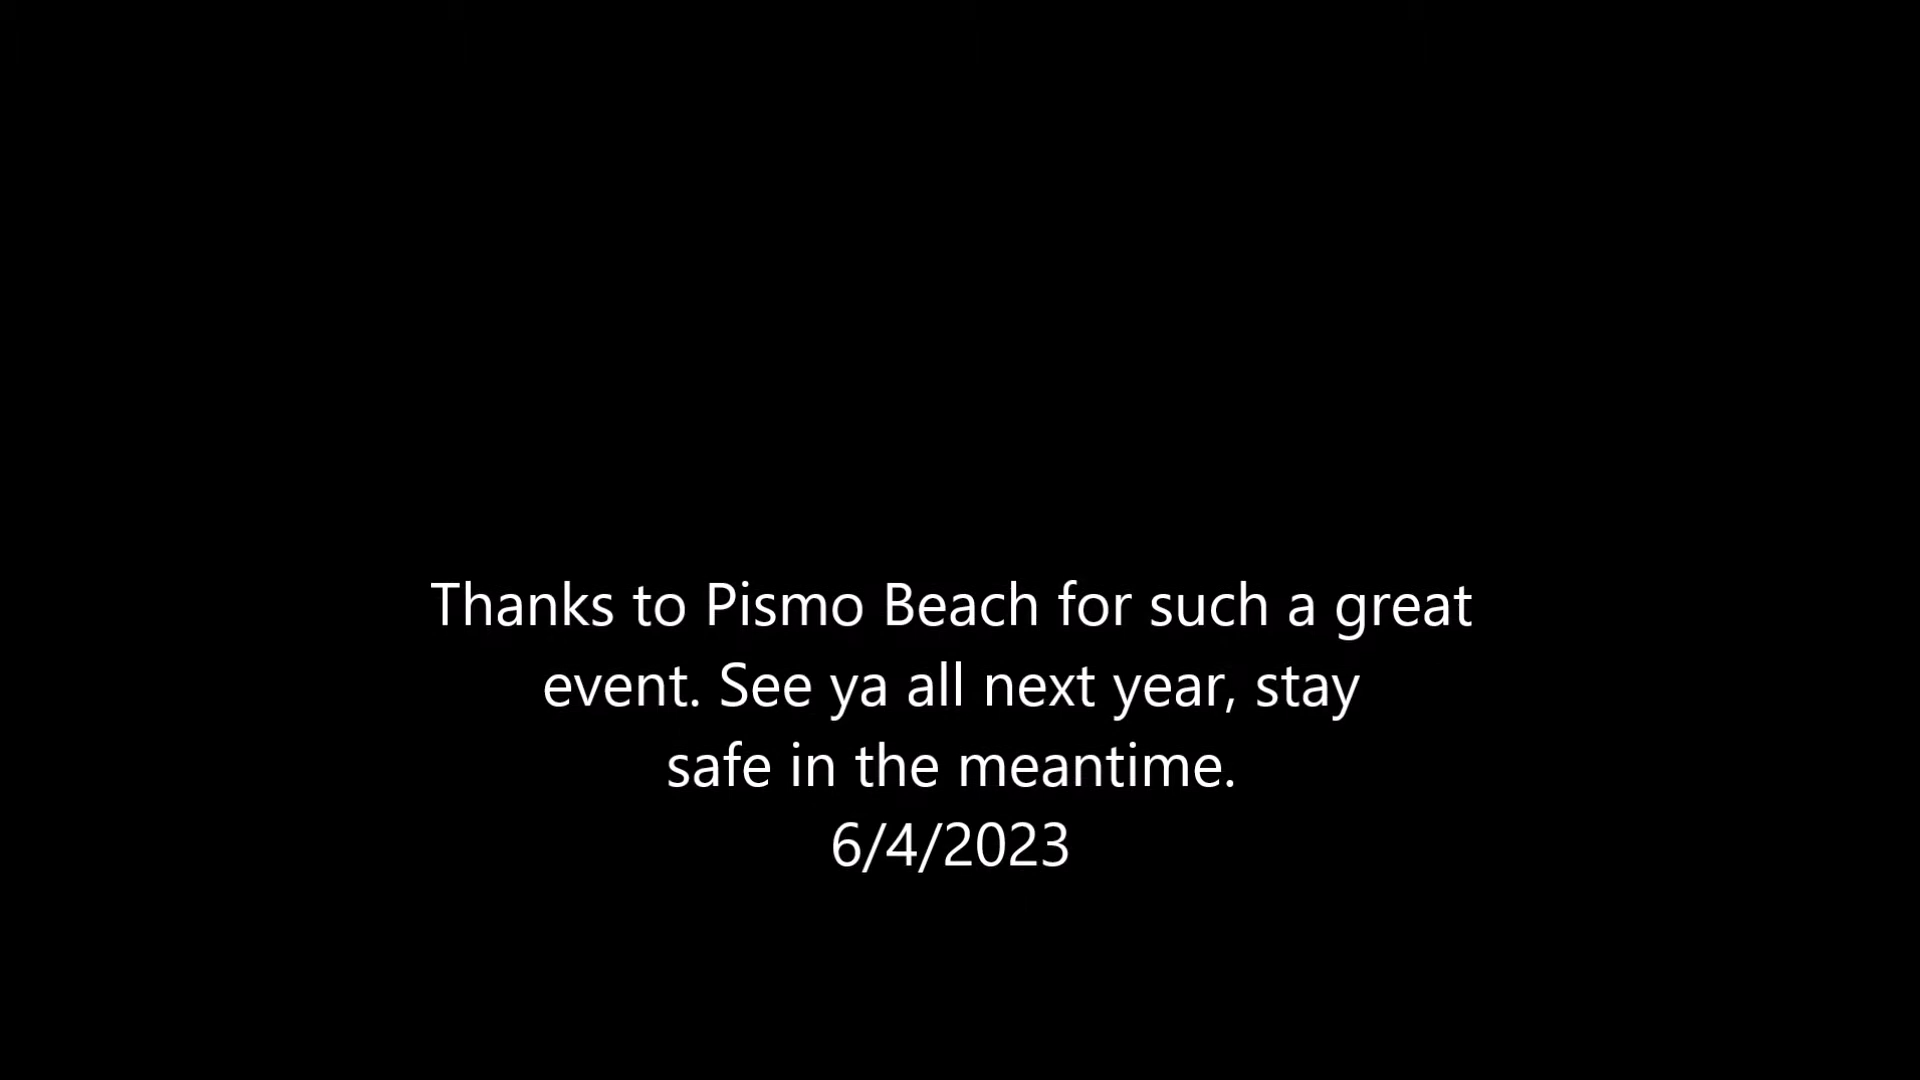 Thanks to Pismo Beach for such a great
event. See ya all next year, stay
safe in the meantime.
6/4/2023